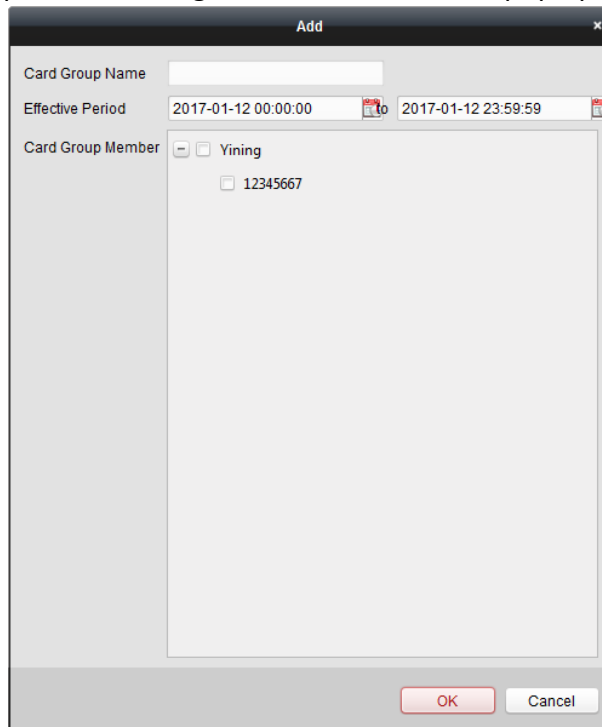 Add ×
Card Group Name
Effective Period 2017-01-12 00:00:00 to 2017-01-12 23:59:59
Card Group Member Yining
12345667
OK Cancel